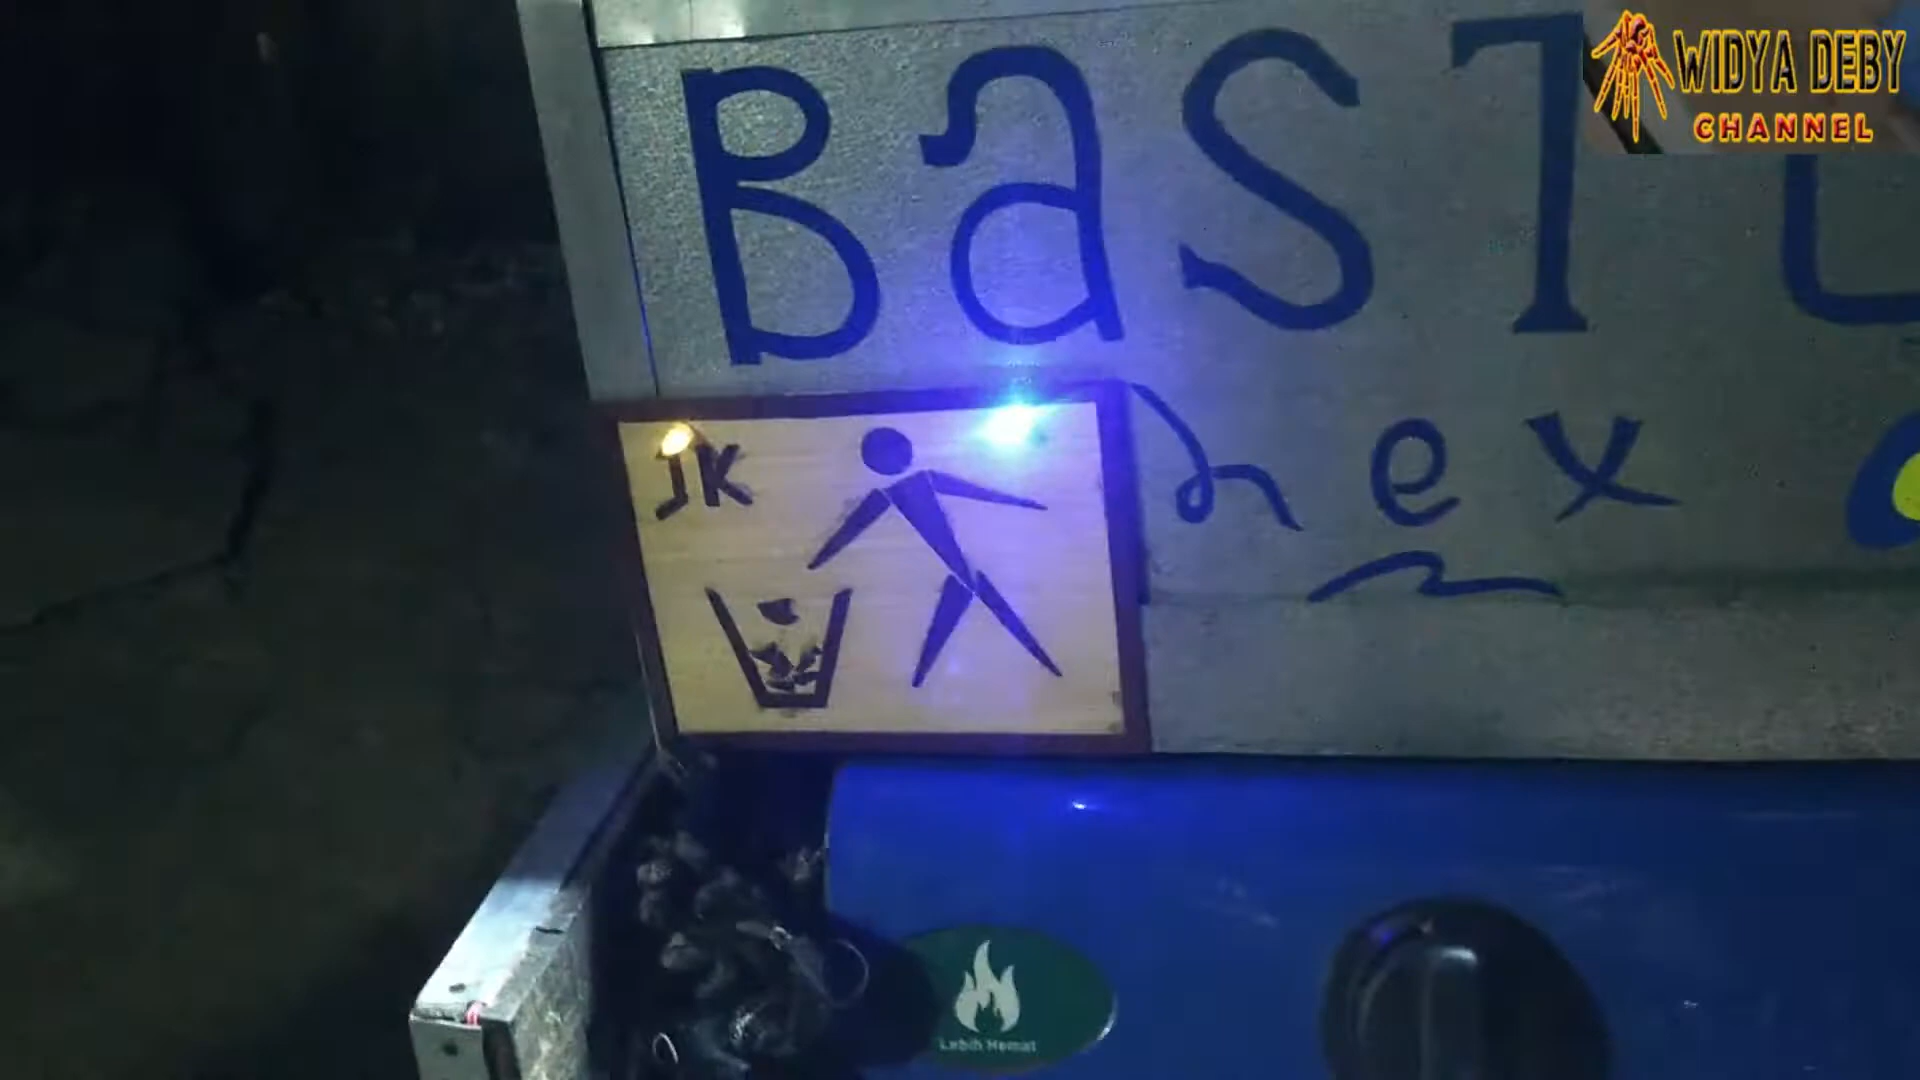 WIDYA DEBY
CHANNEL
BaST
JK
hex
Lebih Hemat